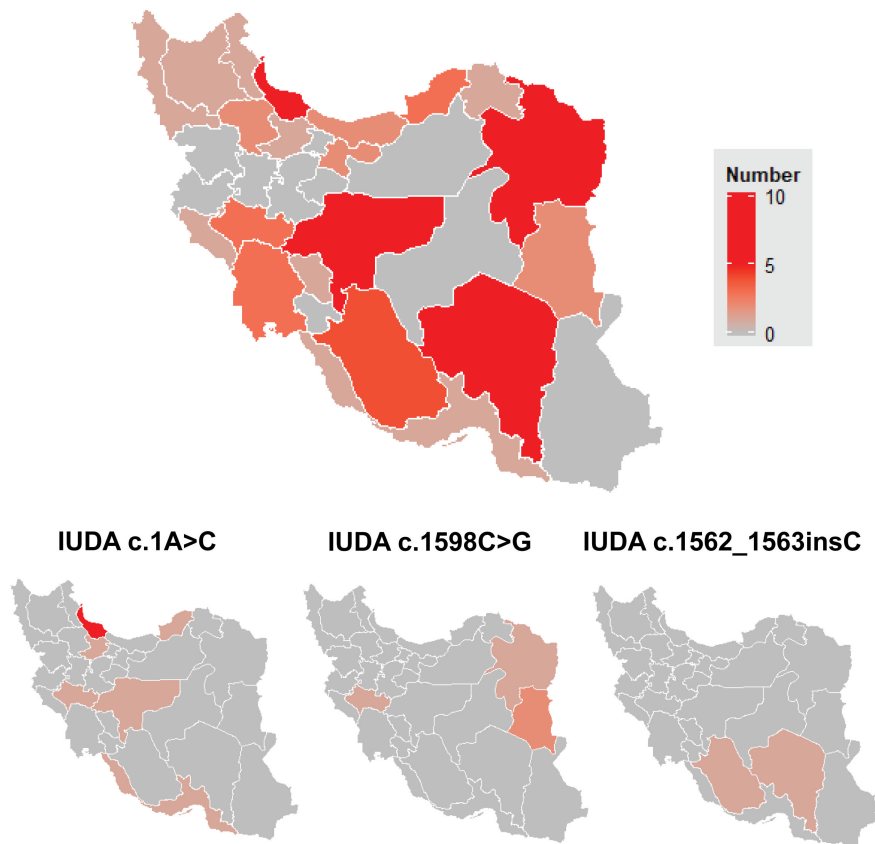 Number
10
5
0
IUDA c.1A>C
IUDA c.1598C>G
IUDA c.1562_1563insC